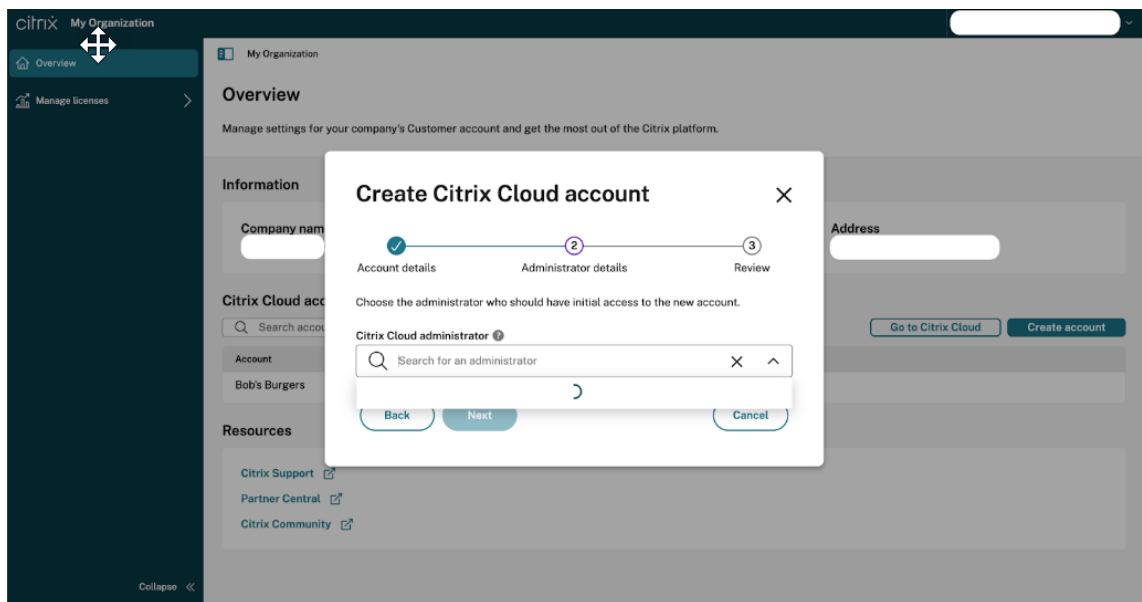 citrix My Organization
Overview
Manage licenses
Collapse
My Organization
Overview
Manage settings for your company's Customer account and get the most out of the Citrix platform.
Information
Company nam
Address
Citrix Cloud acc
Search accou
Go to Citrix Cloud
Create account
Account
Bob's Burgers
Resources
Citrix Support
Partner Central
Citrix Community
Create Citrix Cloud account
2
3
Account details
Administrator details
Review
Choose the administrator who should have initial access to the new account.
Citrix Cloud administrator ?
Search for an administrator
Back
Next
Cancel